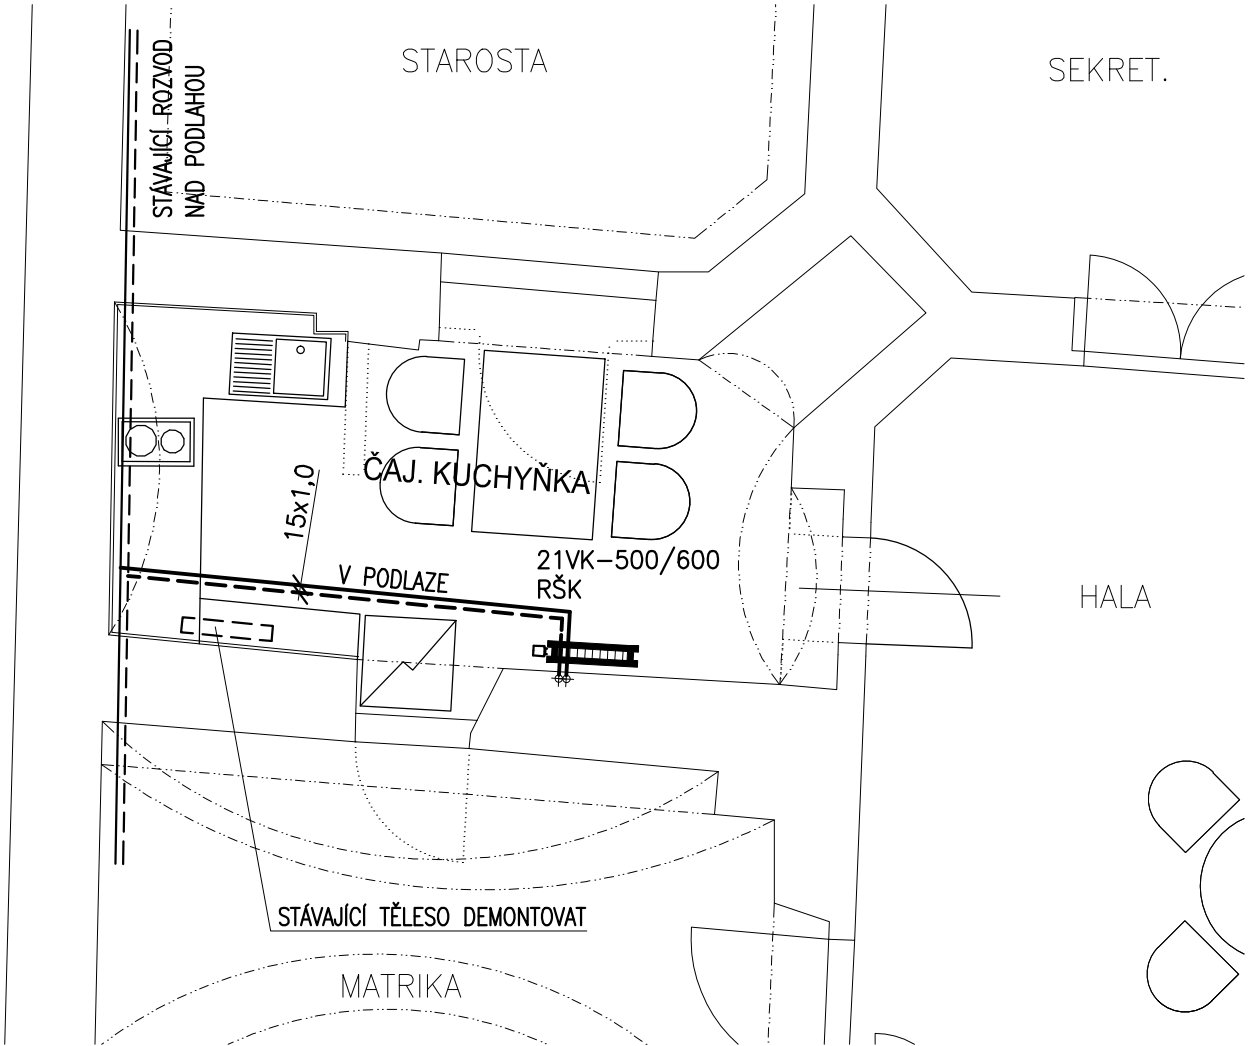 STAROSTA
SEKRET.
STÁVAJÍCÍ ROZVOD
NAD PODLAHOU
ČAJ. KUCHYŇKA
15x1,0
21VK-500/600
RŠK
V PODLAZE
HALA
STÁVAJÍCÍ TĚLESO DEMONTOVAT
MATRIKA